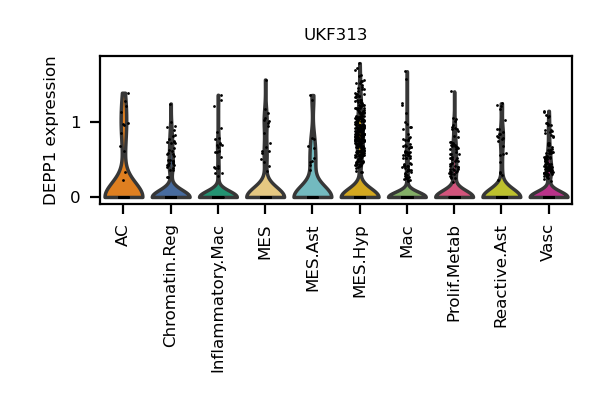 UKF313
DEPP1 expression
1
0
AC
Chromatin.Reg
Inflammatory.Mac
MES
MES.Ast
MES.Hyp
Mac
Prolif.Metab
Reactive.Ast
Vasc